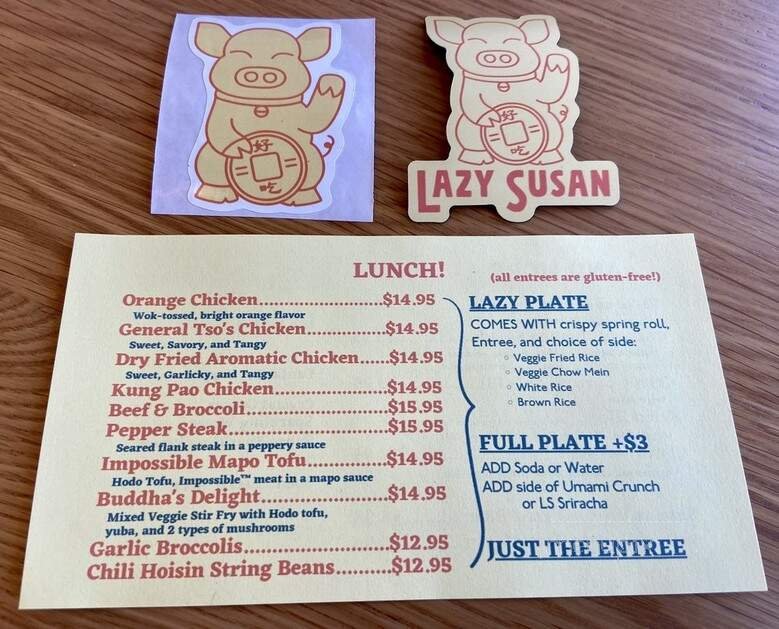 好
吃
好
吃
LAZY SUSAN
LUNCH!
(all entrees are gluten-free!)
Orange Chicken..................$14.95
Wok-tossed, bright orange flavor
General Tso's Chicken...........$14.95
Sweet, Savory, and Tangy
Dry Fried Aromatic Chicken......$14.95
Sweet, Garlicky, and Tangy
Kung Pao Chicken................$14.95
Beef & Broccoli.....................$15.95
Pepper Steak........................$15.95
Seared flank steak in a peppery sauce
Impossible Mapo Tofu............$14.95
Hodo Tofu, Impossible™ meat in a mapo sauce
Buddha's Delight...................$14.95
Mixed Veggie Stir Fry with Hodo tofu,
yuba, and 2 types of mushrooms
Garlic Broccolis.....................$12.95
Chili Hoisin String Beans.........$12.95
LAZY PLATE
COMES WITH crispy spring roll,
Entree, and choice of side:
◦ Veggie Fried Rice
◦ Veggie Chow Mein
◦ White Rice
◦ Brown Rice
FULL PLATE +$3
ADD Soda or Water
ADD side of Umami Crunch
or LS Sriracha
JUST THE ENTREE